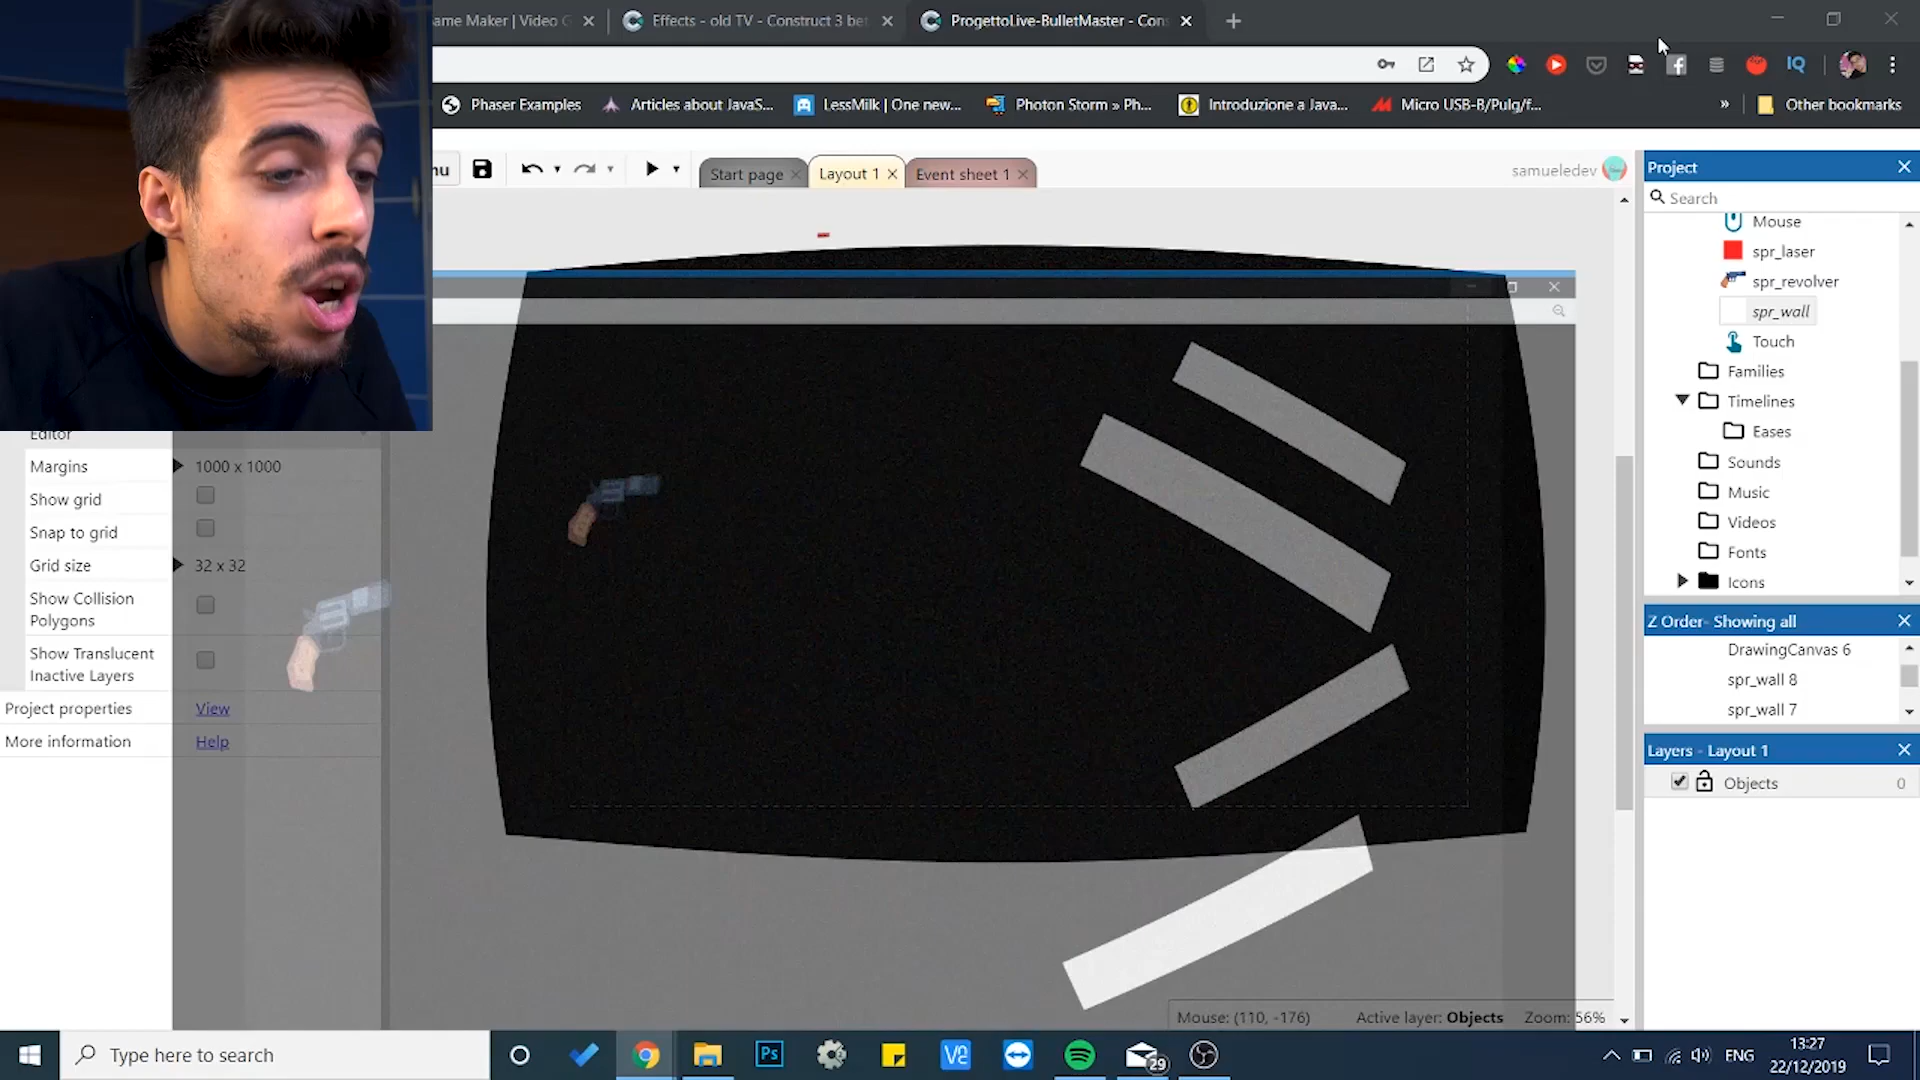 ame Maker | Video G
Effects - old TV - Construct 3 bet
ProgettoLive-BulletMaster - Cons
IQ
Phaser Examples
Articles about JavaS...
LessMilk | One new...
Photon Storm » Ph...
Introduzione a Java...
Micro USB-B/Pulg/f...
»
Other bookmarks
nu
Start page
Layout 1
Event sheet 1
samueledev
Project
Search
Mouse
spr_laser
spr_revolver
spr_wall
Touch
Families
Timelines
Eases
Sounds
Music
Videos
Fonts
Icons
Editor
Margins
1000 x 1000
Show grid
Snap to grid
Grid size
32 x 32
Show Collision
Polygons
Show Translucent
Inactive Layers
Project properties
View
More information
Help
Z Order- Showing all
DrawingCanvas 6
spr_wall 8
spr_wall 7
Layers - Layout 1
Objects
0
Mouse: (110, -176)
Active layer: Objects
Zoom: 56%
Type here to search
Ps
29
ENG
13:27
22/12/2019